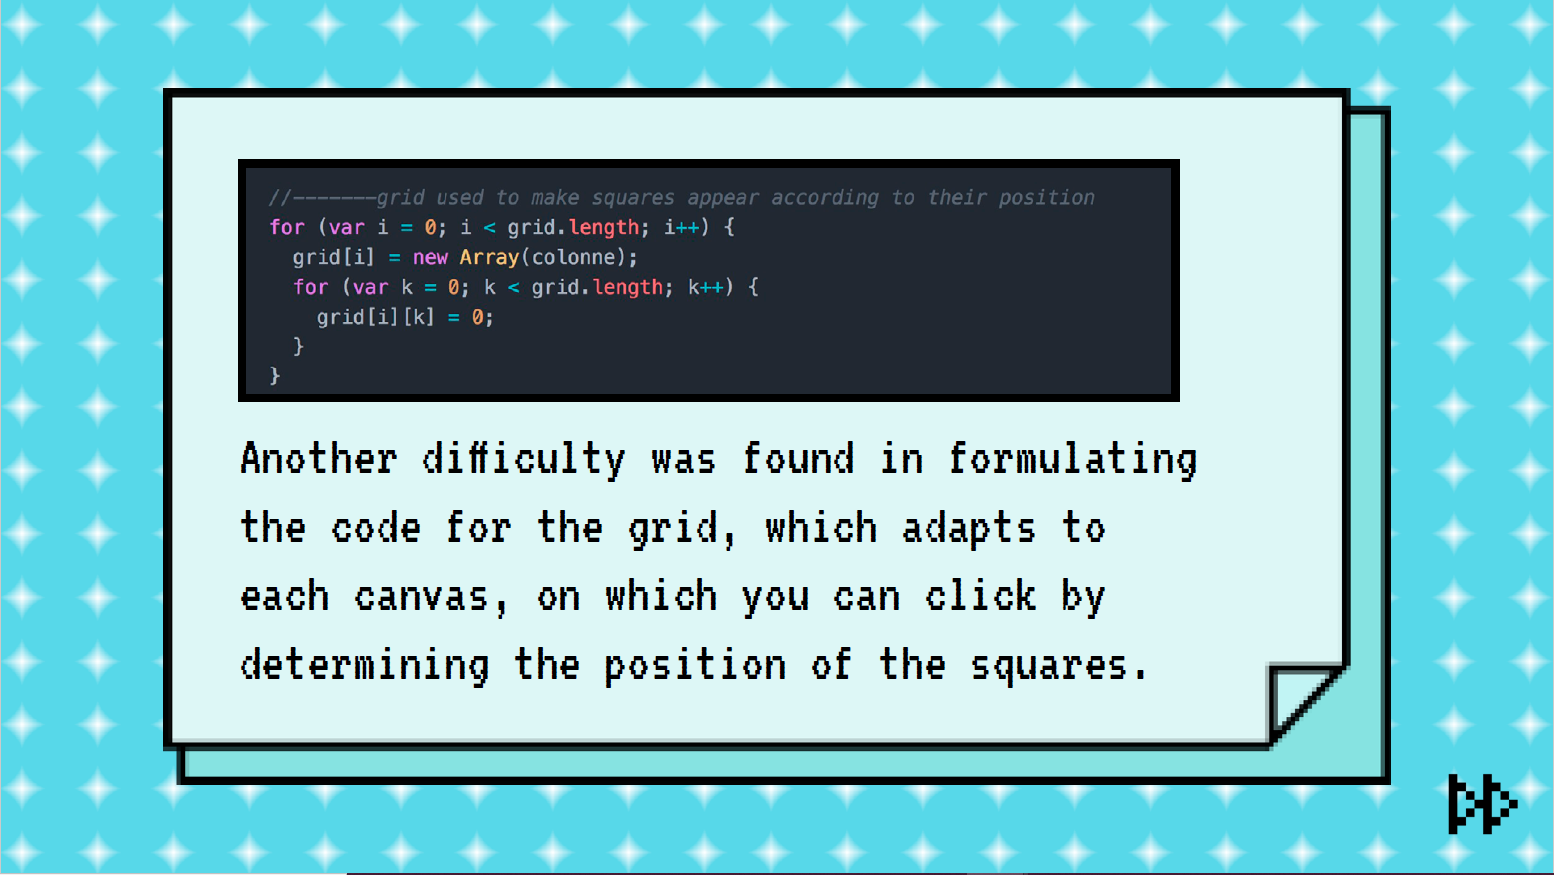 //-------grid used to make squares appear according to their position
for (var i = 0; i < grid.length; i++) {
  grid[i] = new Array(colonne);
  for (var k = 0; k < grid.length; k++) {
    grid[i][k] = 0;
  }
}
Another difficulty was found in formulating
the code for the grid, which adapts to
each canvas, on which you can click by
determining the position of the squares.